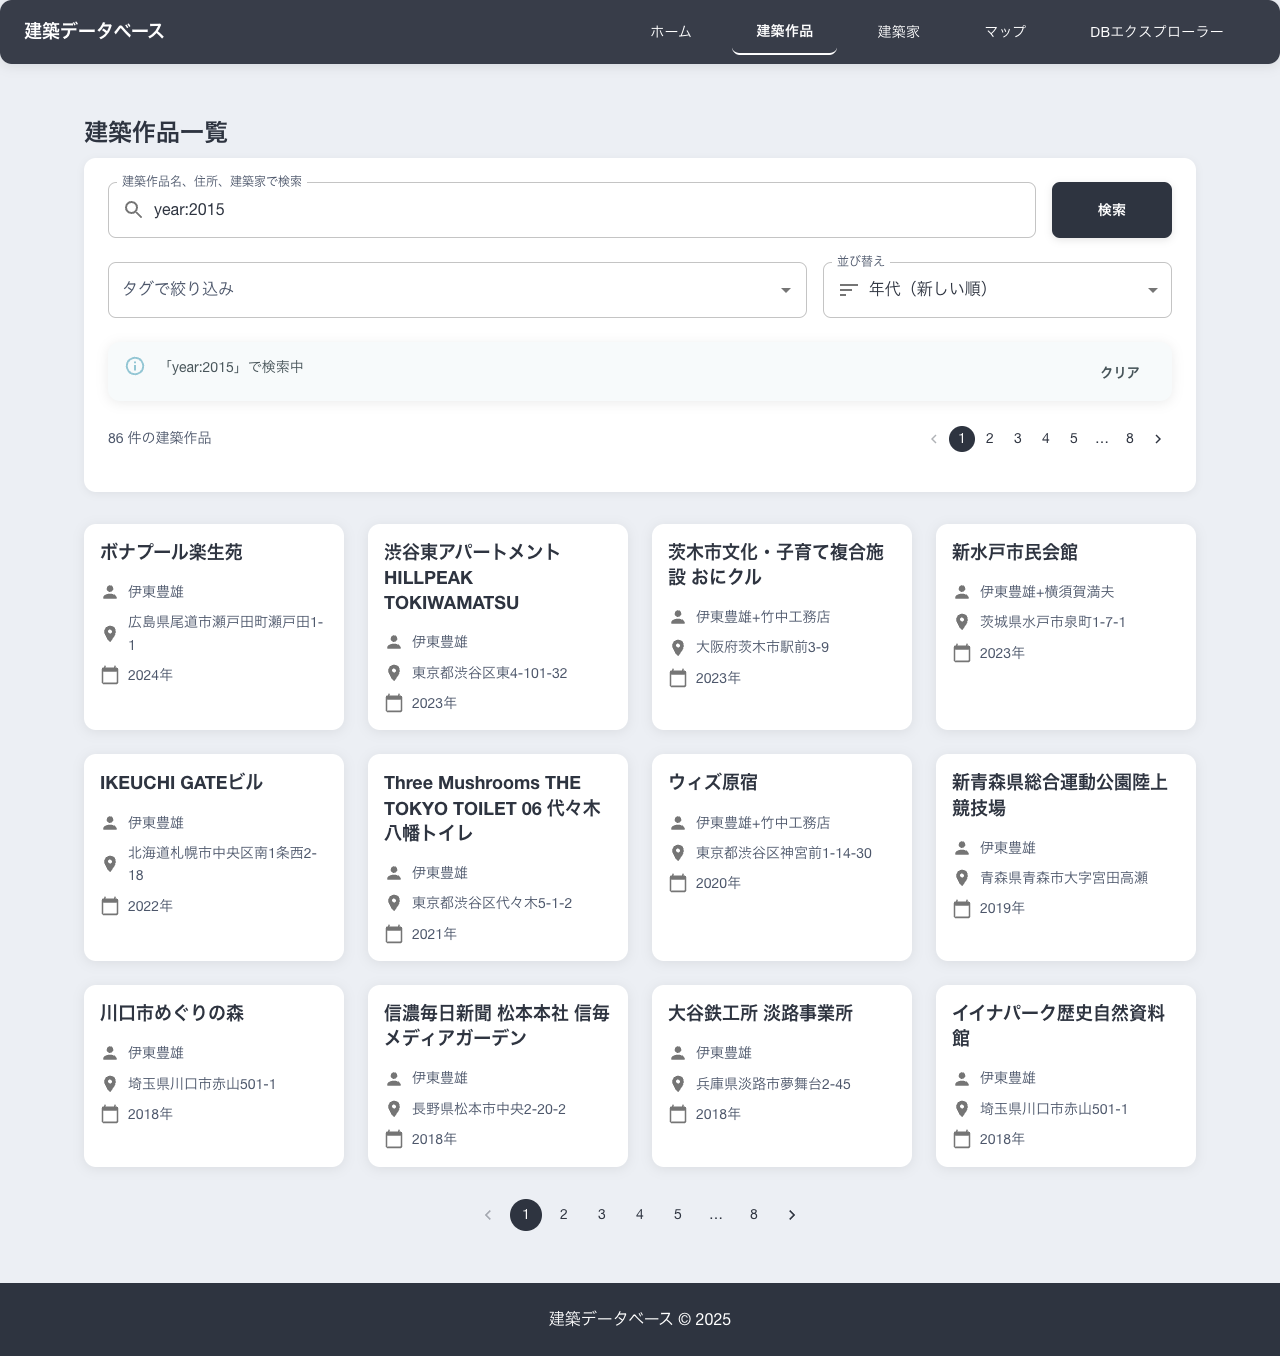 建築データベース
ホーム
建築作品
建築家
マップ
DBエクスプローラー
建築作品一覧
建築作品名、住所、建築家で検索
year:2015
検索
タグで絞り込み
並び替え
年代（新しい順）
「year:2015」で検索中
クリア
86 件の建築作品
1 2 3 4 5 … 8
ボナプール楽生苑
伊東豊雄
広島県尾道市瀬戸田町瀬戸田1-
1
2024年
渋谷東アパートメント
HILLPEAK
TOKIWAMATSU
伊東豊雄
東京都渋谷区東4-101-32
2023年
茨木市文化・子育て複合施
設 おにクル
伊東豊雄+竹中工務店
大阪府茨木市駅前3-9
2023年
新水戸市民会館
伊東豊雄+横須賀満夫
茨城県水戸市泉町1-7-1
2023年
IKEUCHI GATEビル
伊東豊雄
北海道札幌市中央区南1条西2-
18
2022年
Three Mushrooms THE
TOKYO TOILET 06 代々木
八幡トイレ
伊東豊雄
東京都渋谷区代々木5-1-2
2021年
ウィズ原宿
伊東豊雄+竹中工務店
東京都渋谷区神宮前1-14-30
2020年
新青森県総合運動公園陸上
競技場
伊東豊雄
青森県青森市大字宮田高瀬
2019年
川口市めぐりの森
伊東豊雄
埼玉県川口市赤山501-1
2018年
信濃毎日新聞 松本本社 信毎
メディアガーデン
伊東豊雄
長野県松本市中央2-20-2
2018年
大谷鉄工所 淡路事業所
伊東豊雄
兵庫県淡路市夢舞台2-45
2018年
イイナパーク歴史自然資料
館
伊東豊雄
埼玉県川口市赤山501-1
2018年
1 2 3 4 5 … 8
建築データベース © 2025